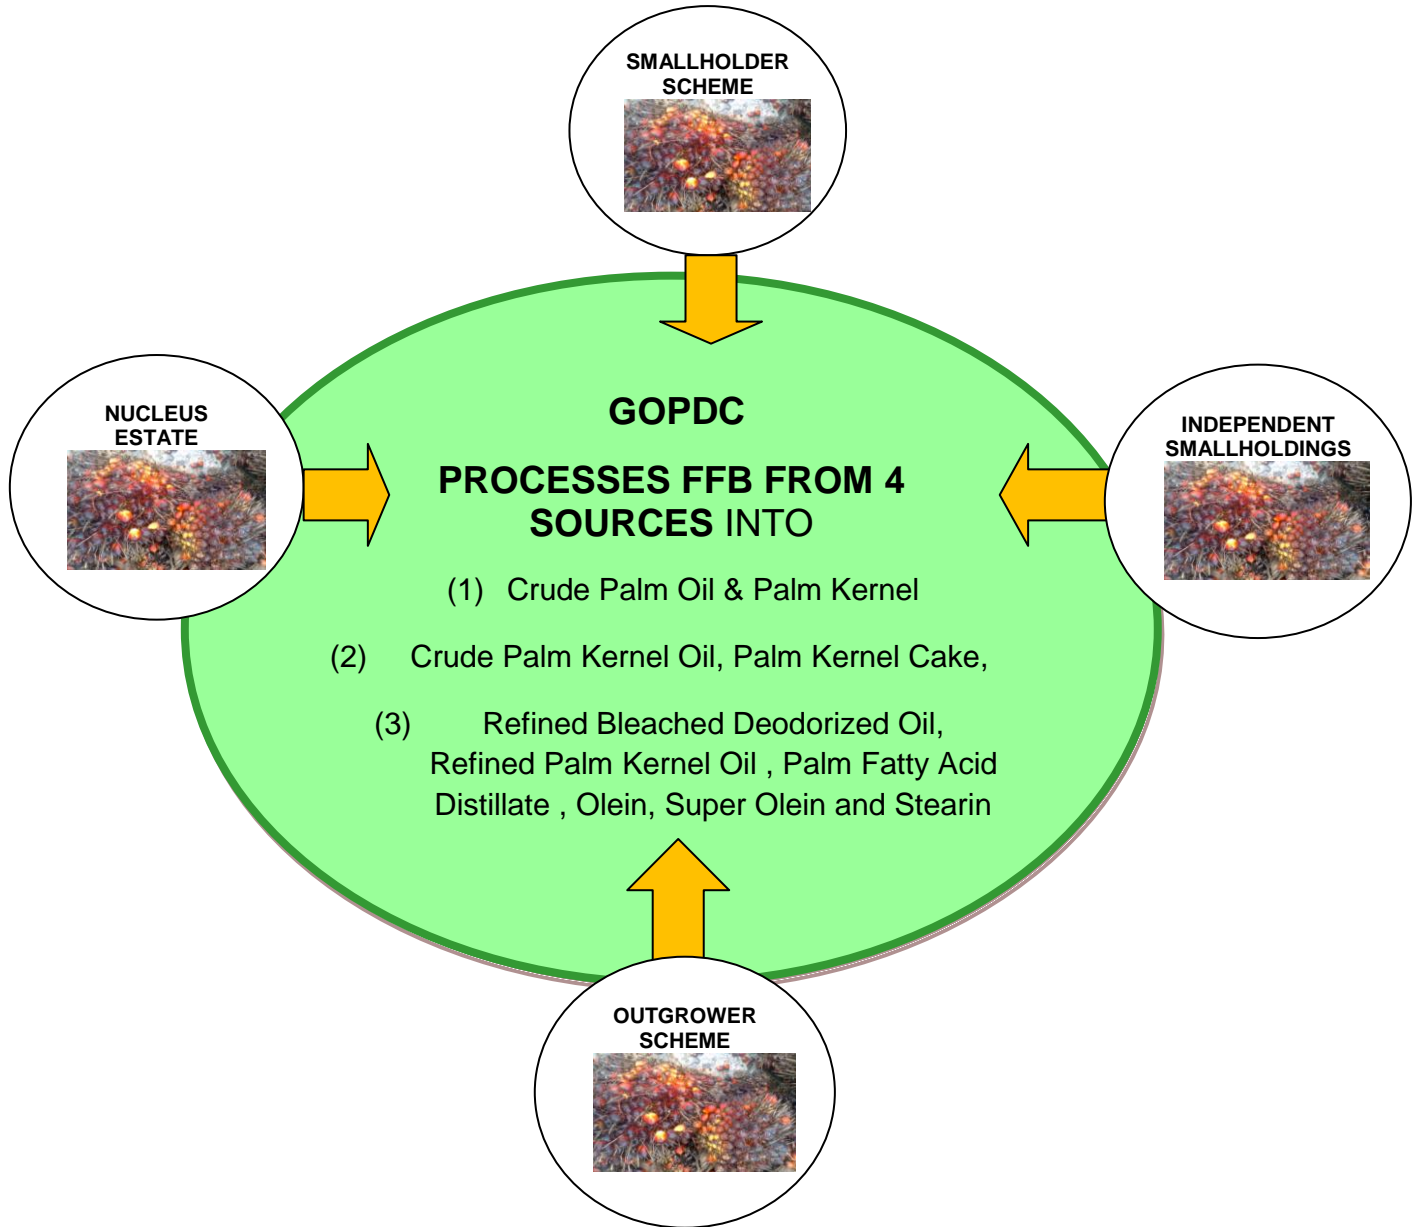 SMALLHOLDER
SCHEME
NUCLEUS
ESTATE
GOPDC
PROCESSES FFB FROM 4
SOURCES INTO
(1) Crude Palm Oil & Palm Kernel
(2) Crude Palm Kernel Oil, Palm Kernel Cake,
(3) Refined Bleached Deodorized Oil,
Refined Palm Kernel Oil , Palm Fatty Acid
Distillate , Olein, Super Olein and Stearin
INDEPENDENT
SMALLHOLDINGS
OUTGROWER
SCHEME